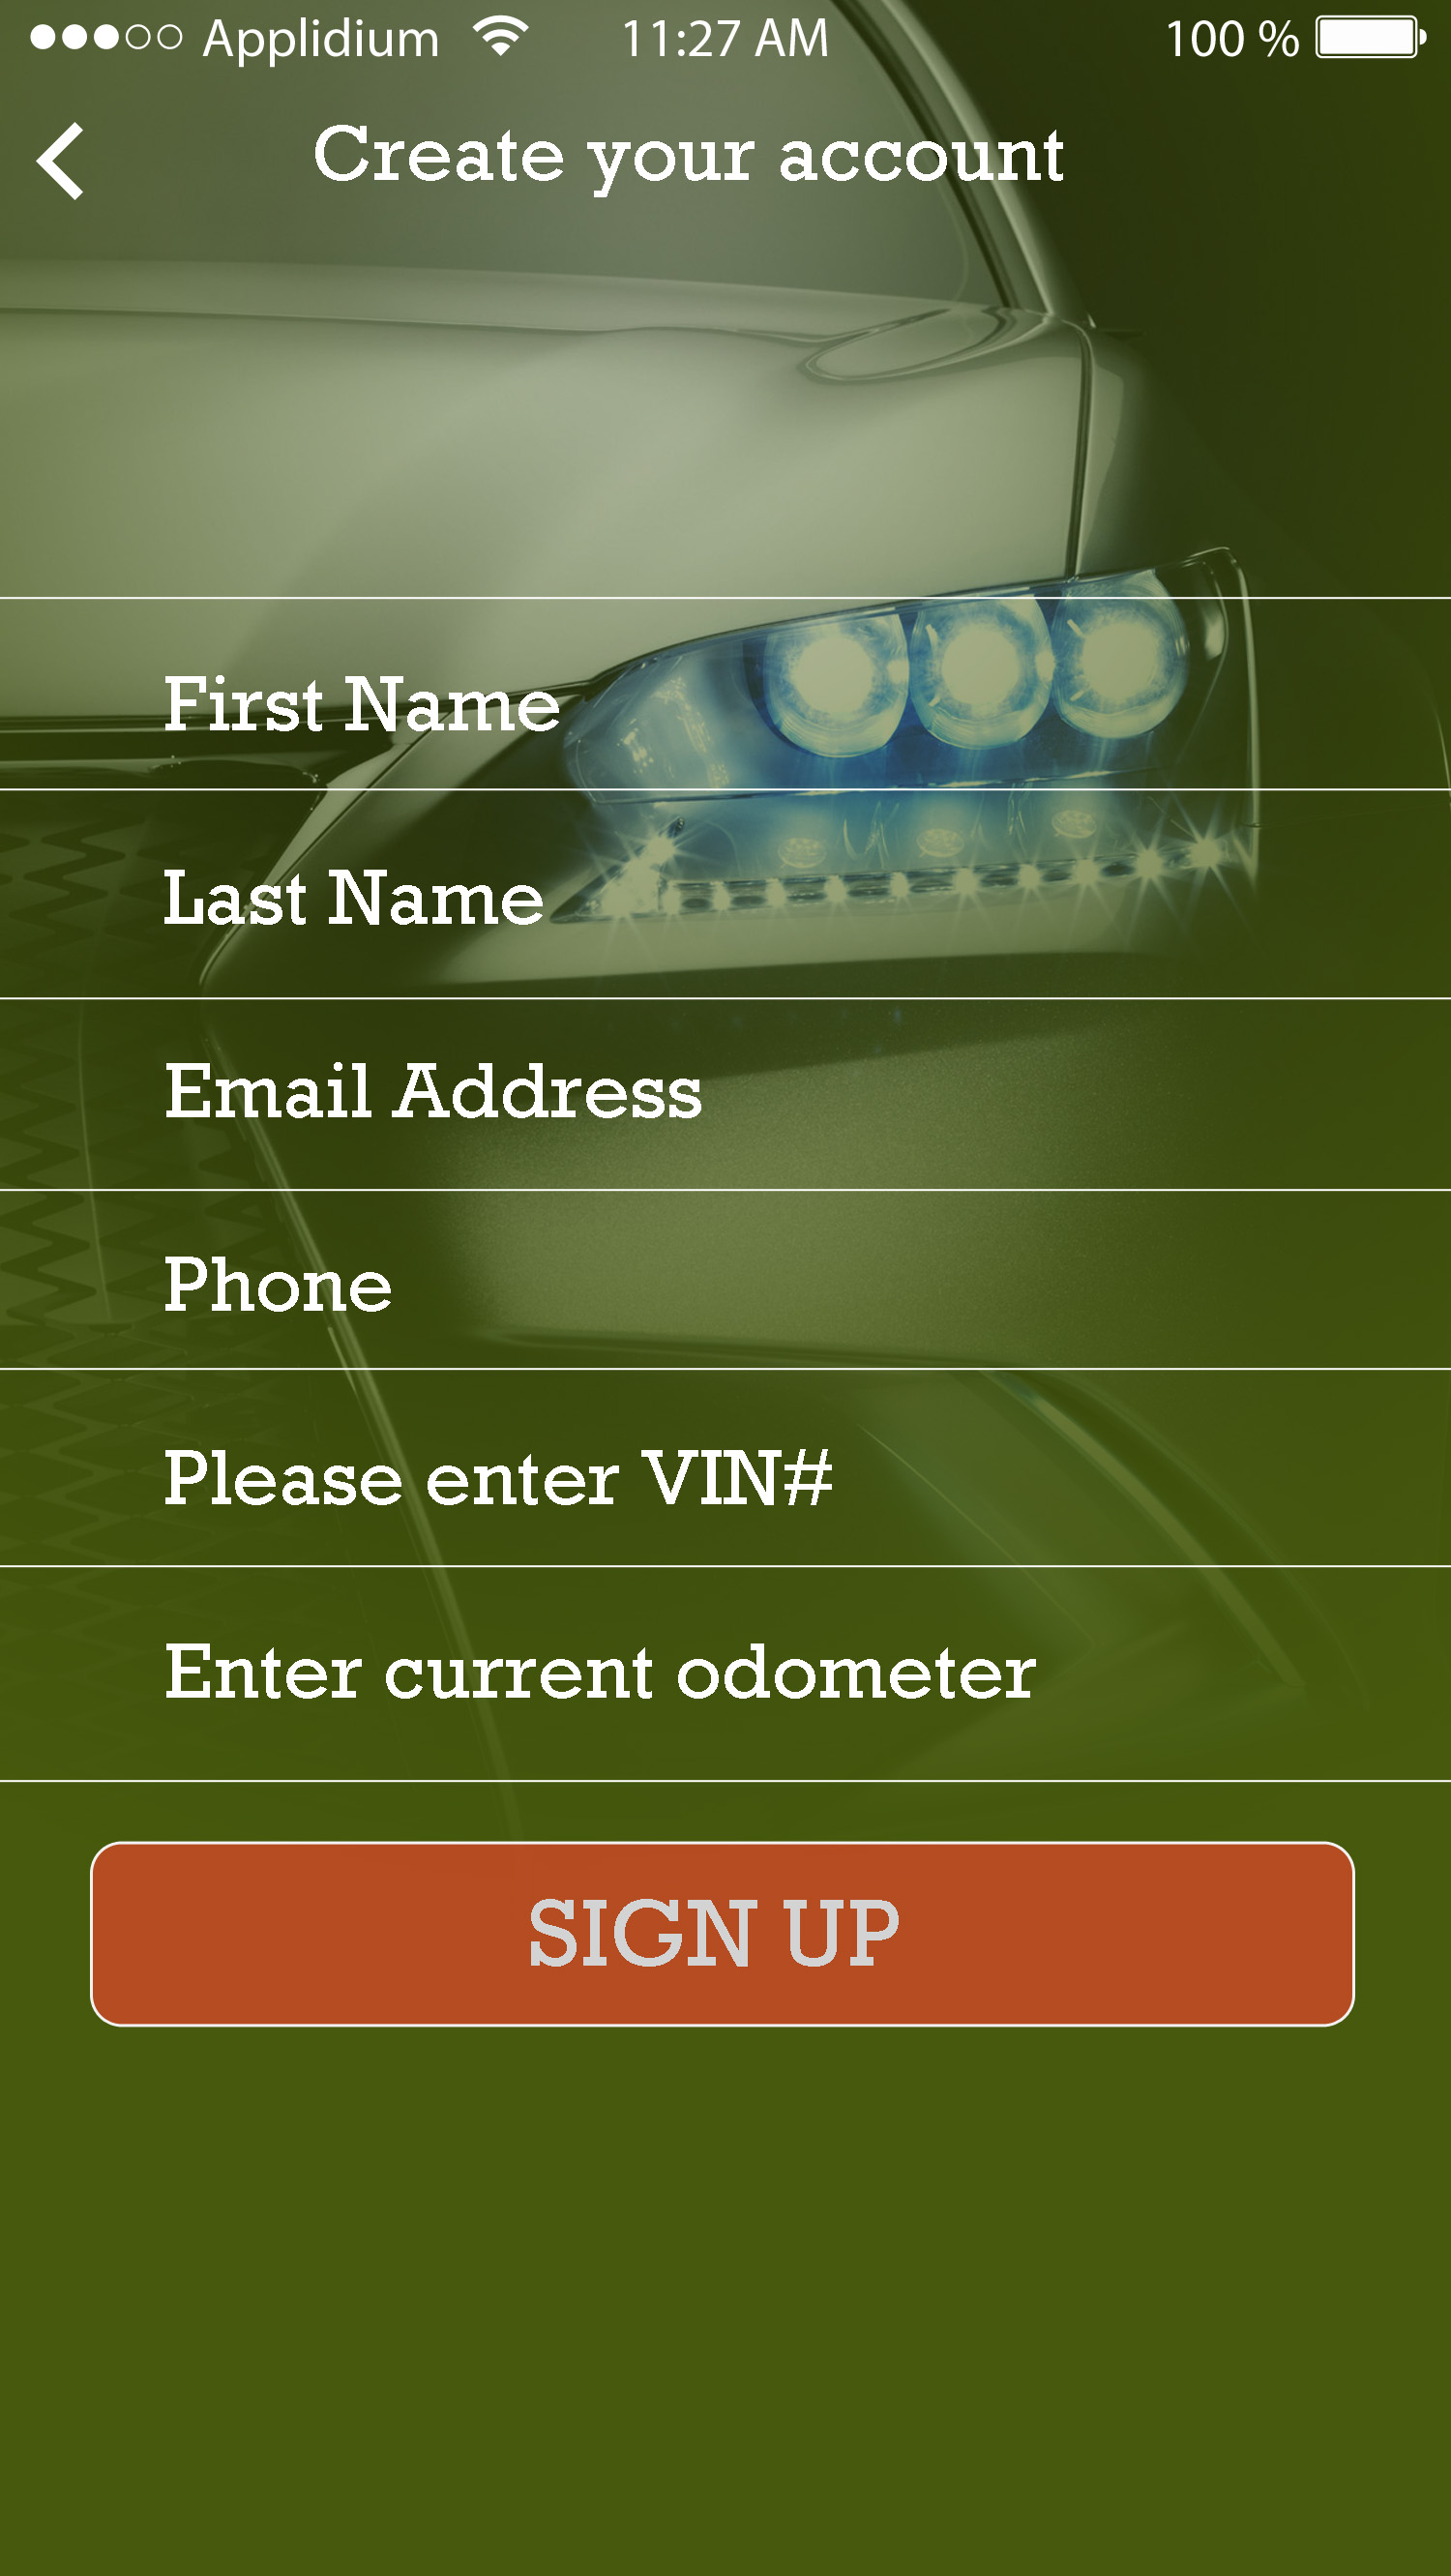 Applidium 11:27 AM 100 %
Create your account
First Name
Last Name
Email Address
Phone
Please enter VIN#
Enter current odometer
SIGN UP